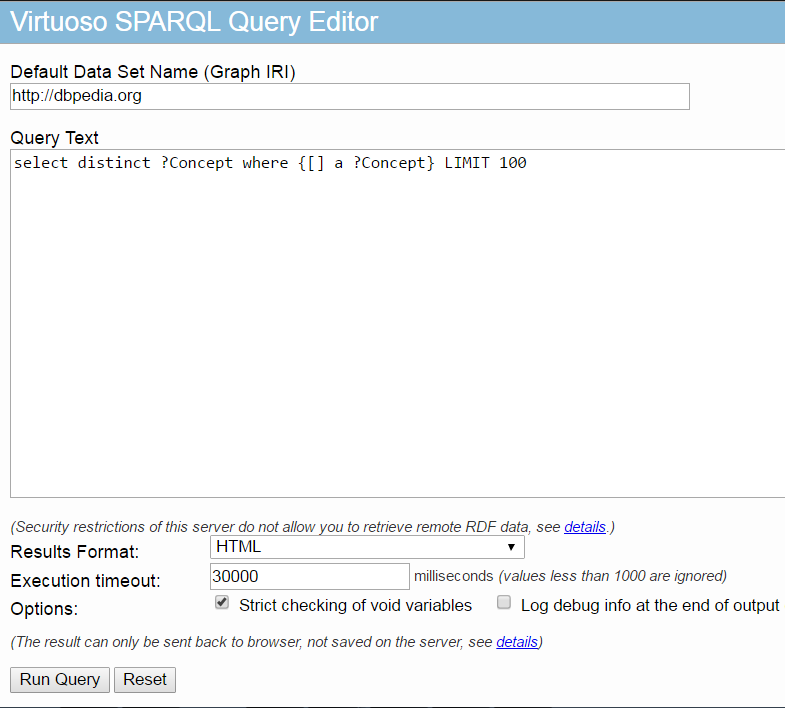 Virtuoso SPARQL Query Editor
Default Data Set Name (Graph IRI)
http://dbpedia.org
Query Text
select distinct ?Concept where {[] a ?Concept} LIMIT 100
(Security restrictions of this server do not allow you to retrieve remote RDF data, see details.)
Results Format: HTML
Execution timeout: 30000 milliseconds (values less than 1000 are ignored)
Options: Strict checking of void variables Log debug info at the end of output
(The result can only be sent back to browser, not saved on the server, see details)
Run Query Reset